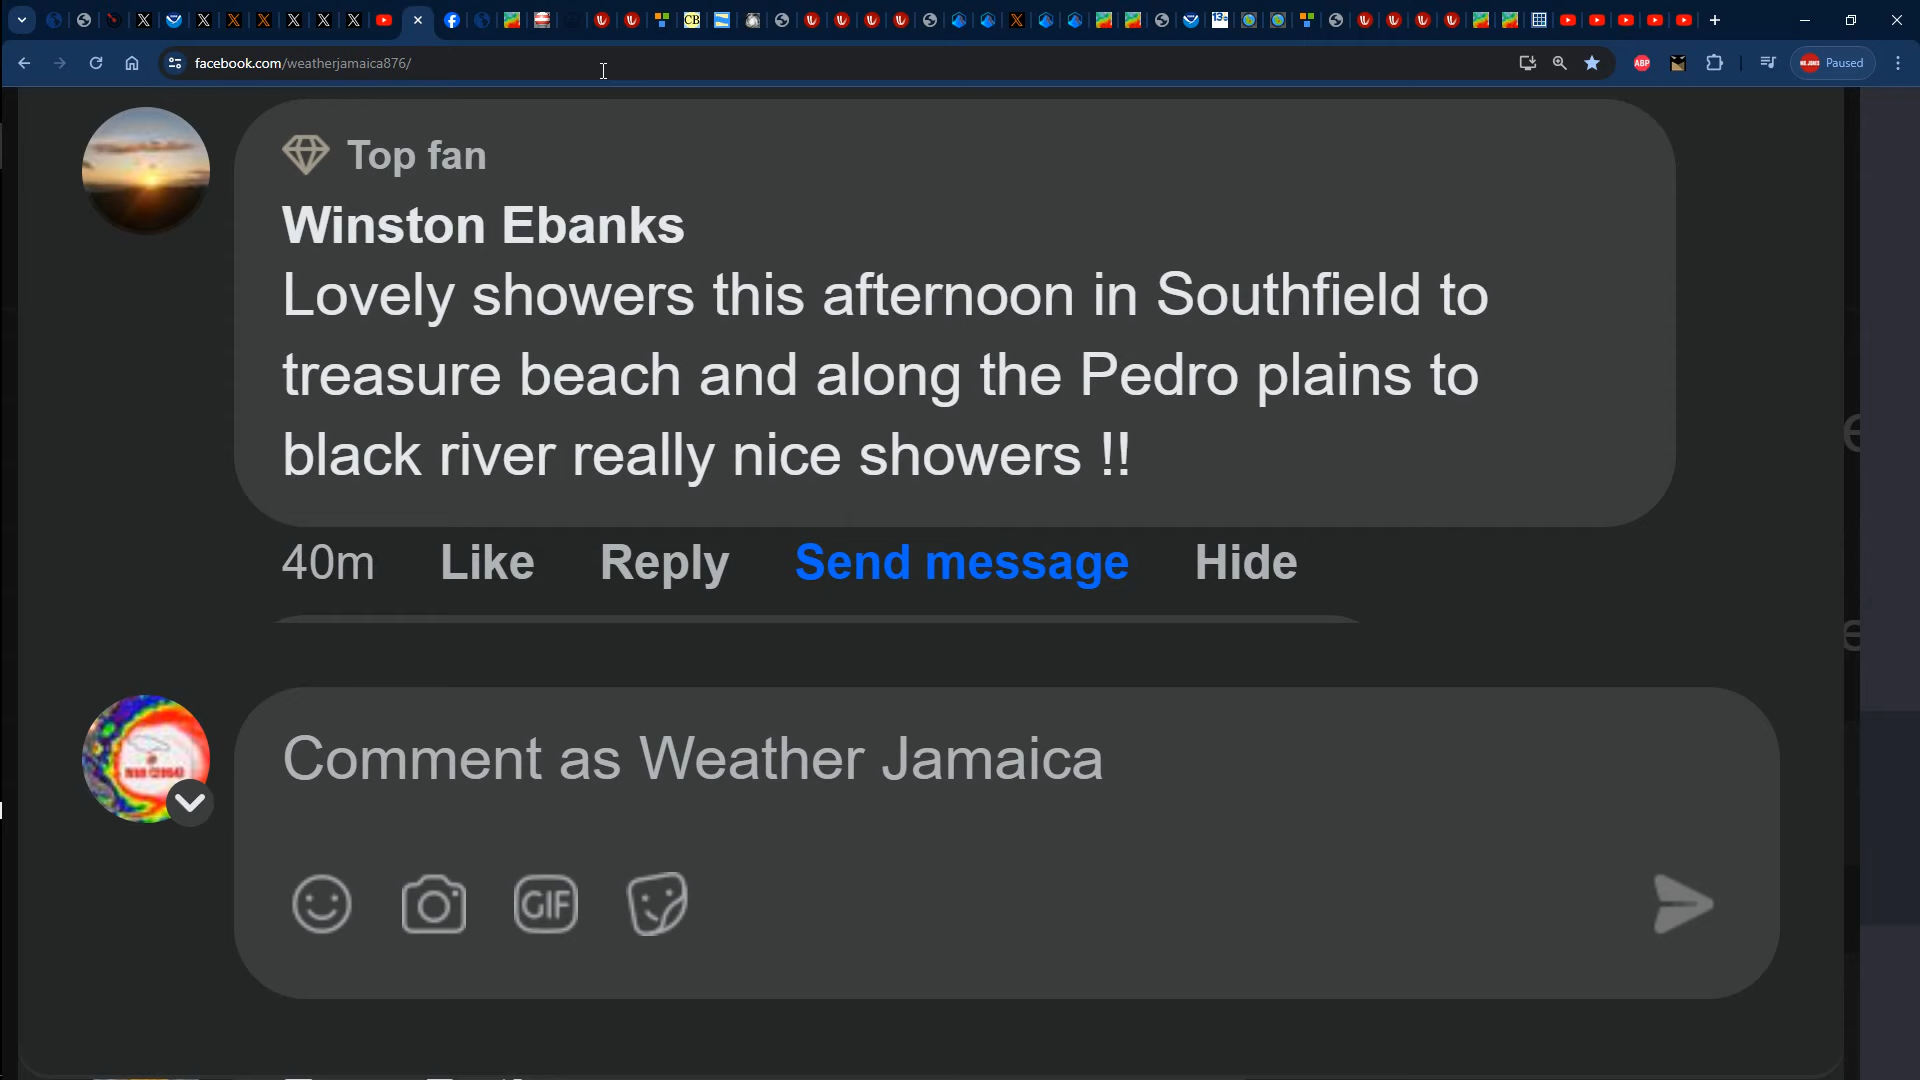 facebook.com/weatherjamaica876/
ABP
Paused
Top fan
Winston Ebanks
Lovely showers this afternoon in Southfield to
treasure beach and along the Pedro plains to
black river really nice showers !!
40m Like Reply Send message Hide
Comment as Weather Jamaica
GIF